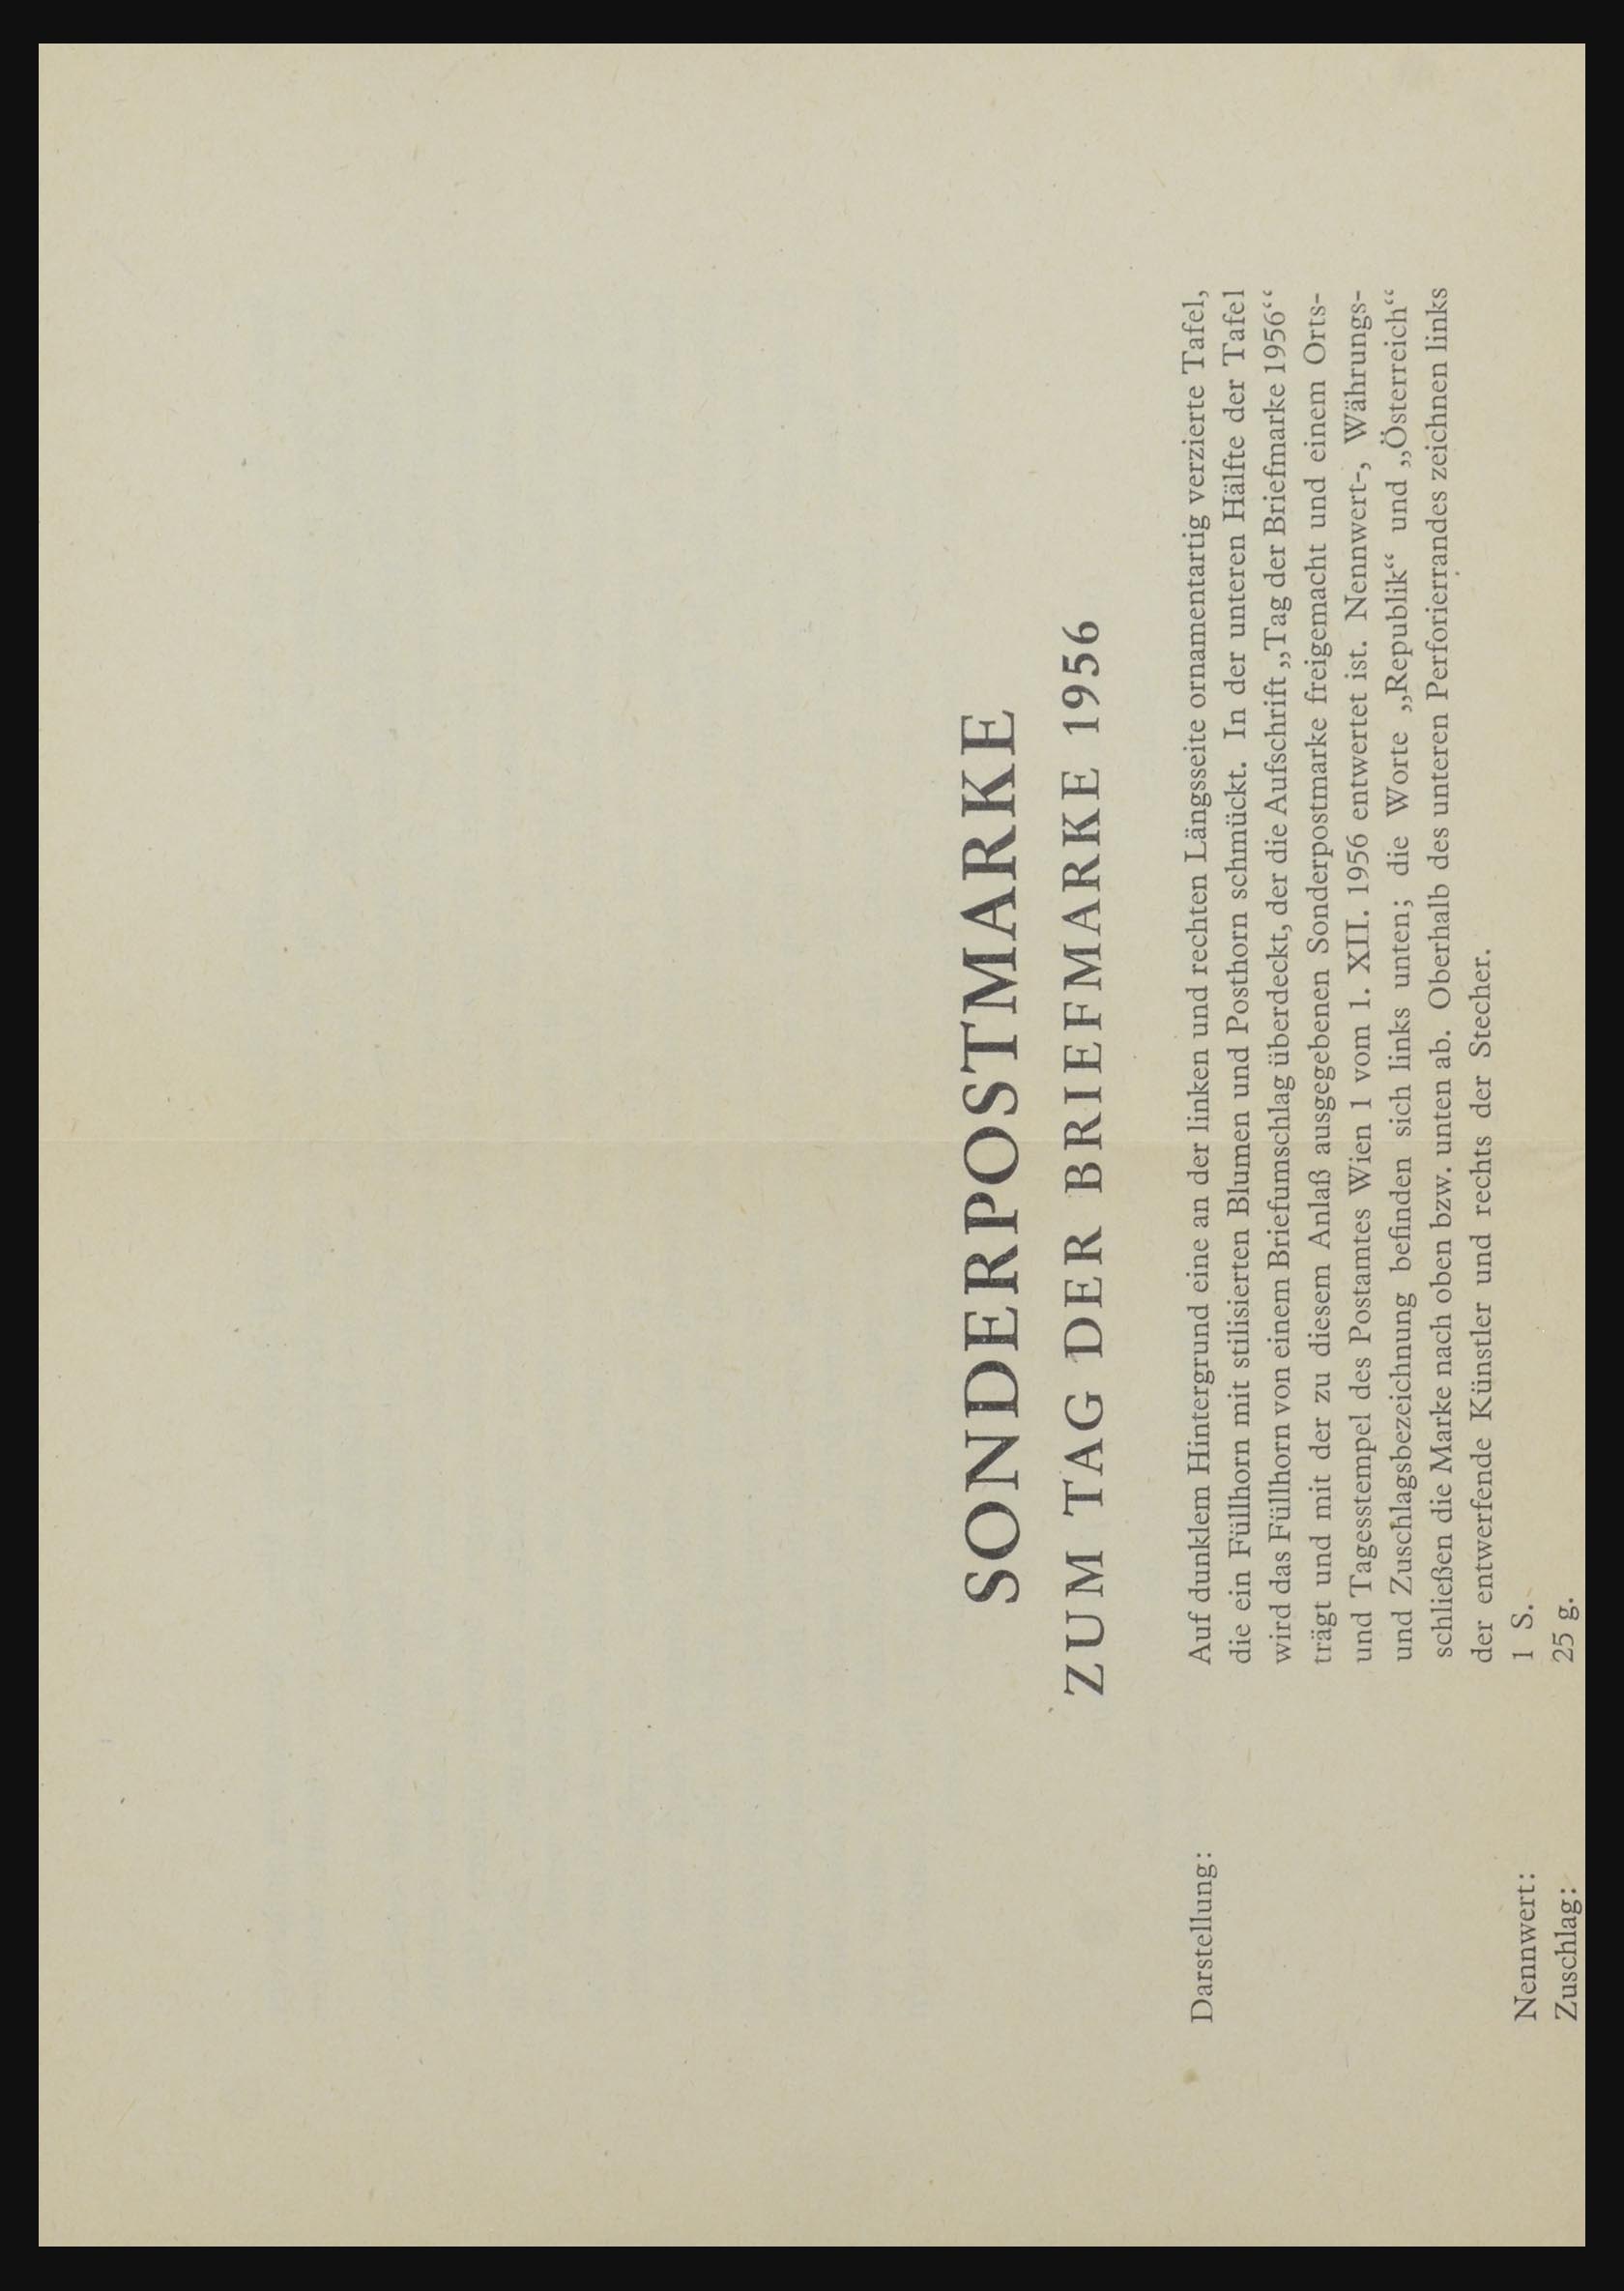 SONDERPOSTMARKE
ZUM TAG DER BRIEFMARKE 1956
Darstellung: Auf dunklem Hintergrund eine an der linken und rechten Längsseite ornamentartig verzierte Tafel,
die ein Füllhorn mit stilisierten Blumen und Posthorn schmückt. In der unteren Hälfte der Tafel
wird das Füllhorn von einem Briefumschlag überdeckt, der die Aufschrift „Tag der Briefmarke 1956“
trägt und mit der zu diesem Anlaß ausgegebenen Sonderpostmarke freigemacht und einem Orts-
und Tagesstempel des Postamtes Wien 1 vom 1. XII. 1956 entwertet ist. Nennwert-, Währungs-
und Zuschlagsbezeichnung befinden sich links unten; die Worte „Republik“ und „Österreich“
schließen die Marke nach oben bzw. unten ab. Oberhalb des unteren Perforierrandes zeichnen links
der entwerfende Künstler und rechts der Stecher.
Nennwert: 1 S.
Zuschlag: 25 g.